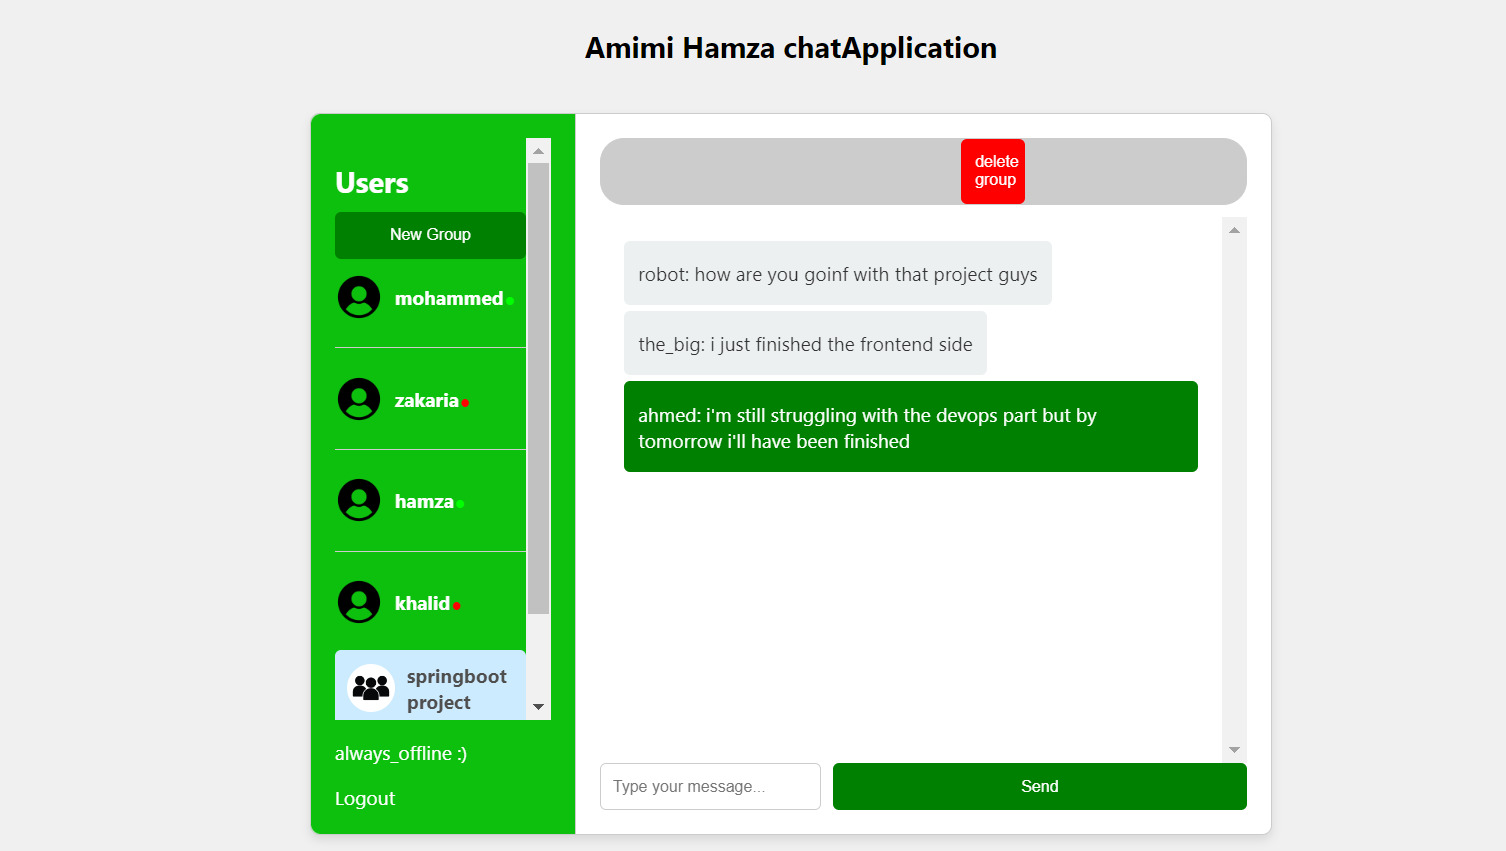 Amimi Hamza chatApplication
Users
New Group
mohammed
zakaria
hamza
khalid
springboot
project
always_offline :)
Logout
delete
group
robot: how are you goinf with that project guys
the_big: i just finished the frontend side
ahmed: i'm still struggling with the devops part but by
tomorrow i'll have been finished
Type your message...
Send